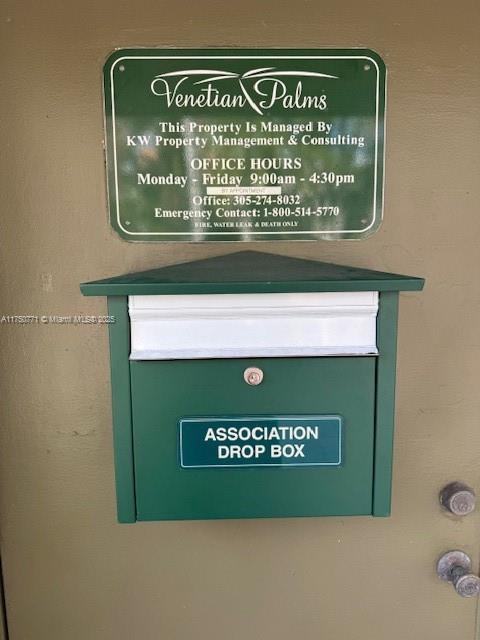 Venetian Palms
This Property Is Managed By
KW Property Management & Consulting
OFFICE HOURS
Monday - Friday 9:00am - 4:30pm
BY APPOINTMENT
Office: 305-274-8032
Emergency Contact: 1-800-514-5770
FIRE, WATER LEAK & DEATH ONLY
A11750771 © Miami MLS® 2025
ASSOCIATION
DROP BOX